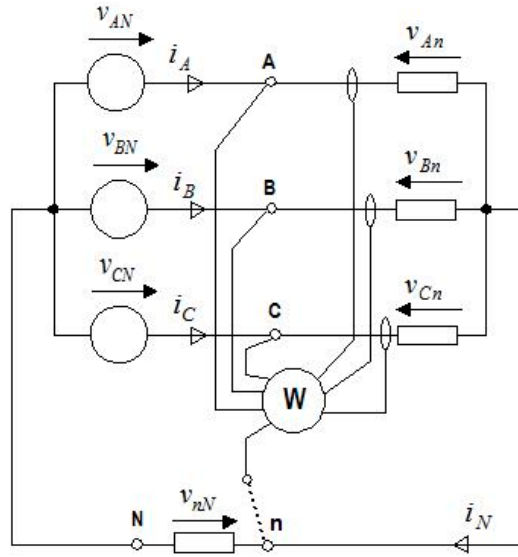 v_AN
i_A
A
v_An
v_BN
i_B
B
v_Bn
v_CN
i_C
C
v_Cn
W
v_nN
N
n
i_N